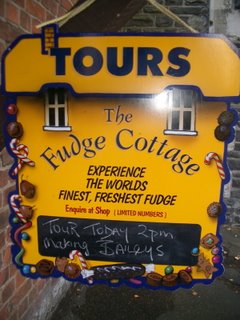 TOURS
The
Fudge Cottage
EXPERIENCE
THE WORLDS
FINEST, FRESHEST FUDGE
Enquire at Shop (LIMITED NUMBERS)
TOUR TODAY 2pm
Making BAILEYS